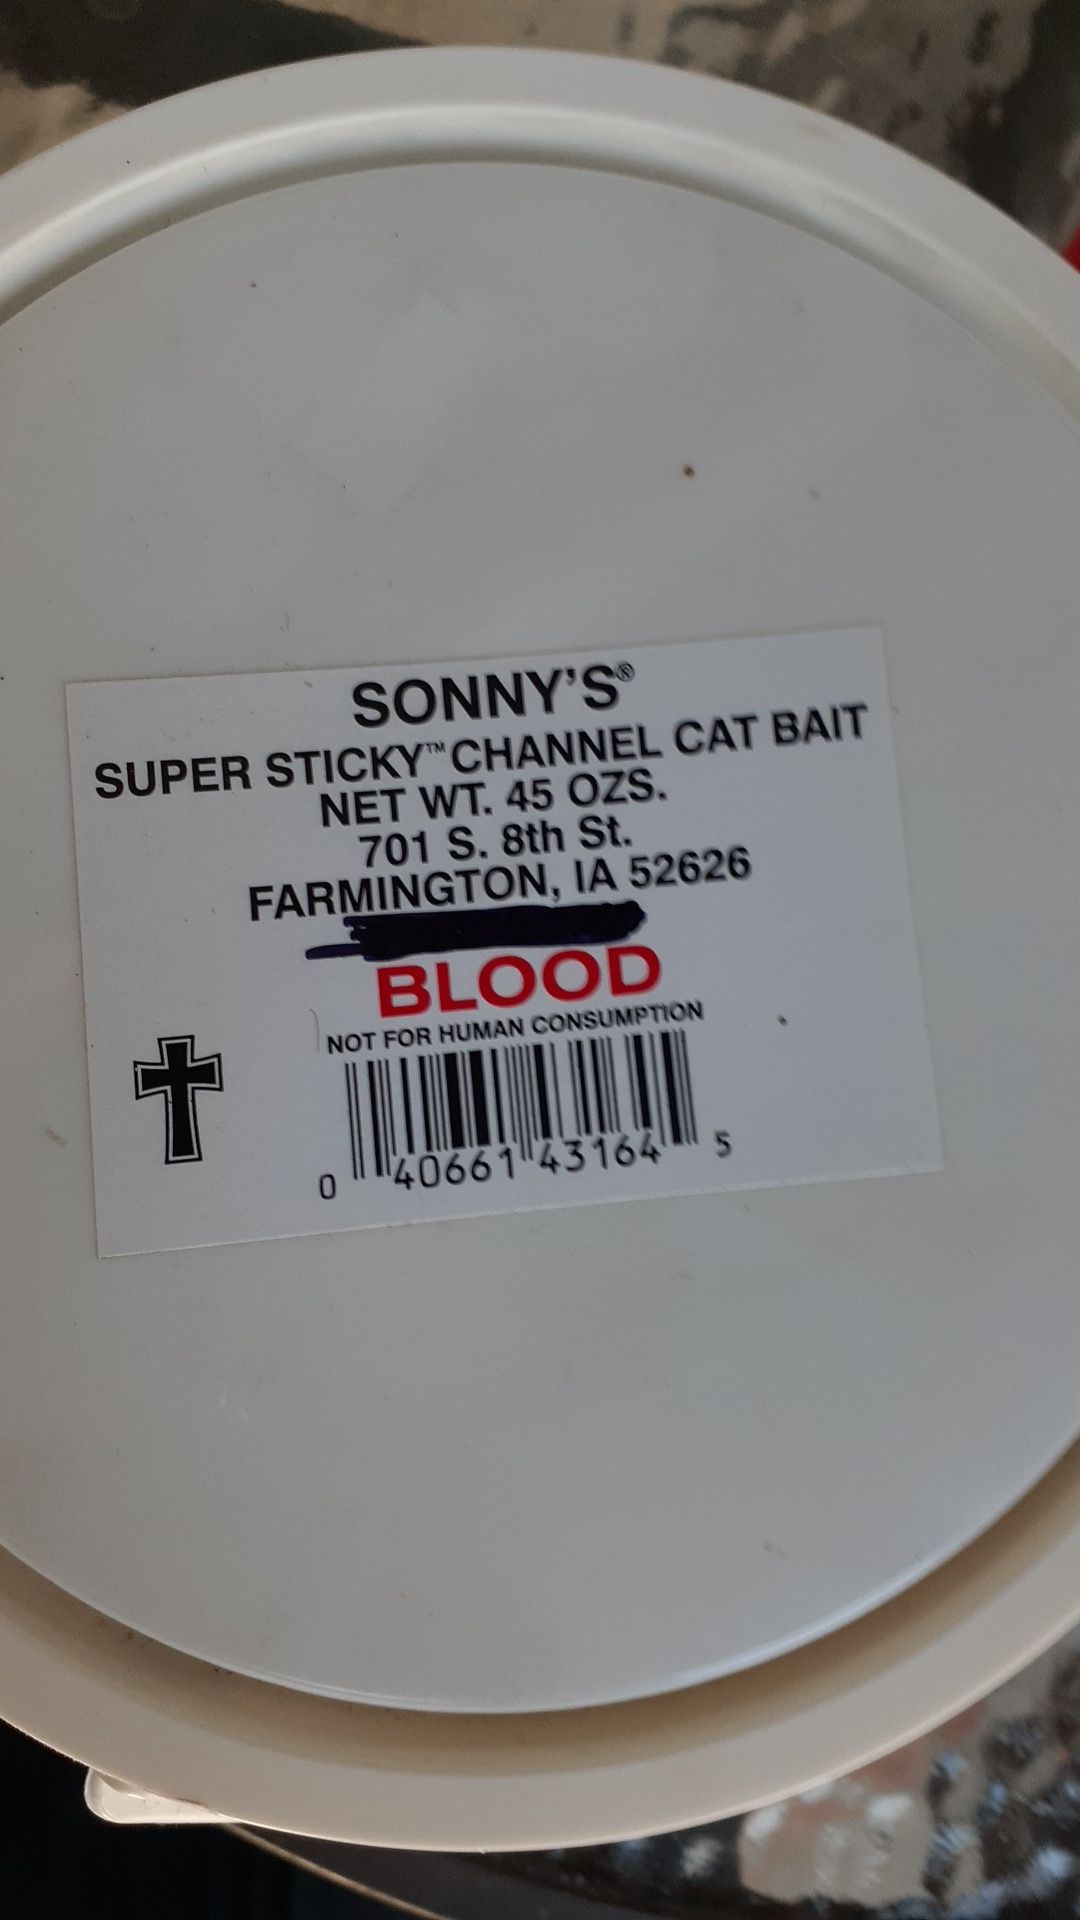 SONNY'S®
SUPER STICKY™ CHANNEL CAT BAIT
NET WT. 45 OZS.
701 S. 8th St.
FARMINGTON, IA 52626
BLOOD
NOT FOR HUMAN CONSUMPTION
0 40661 43164 5